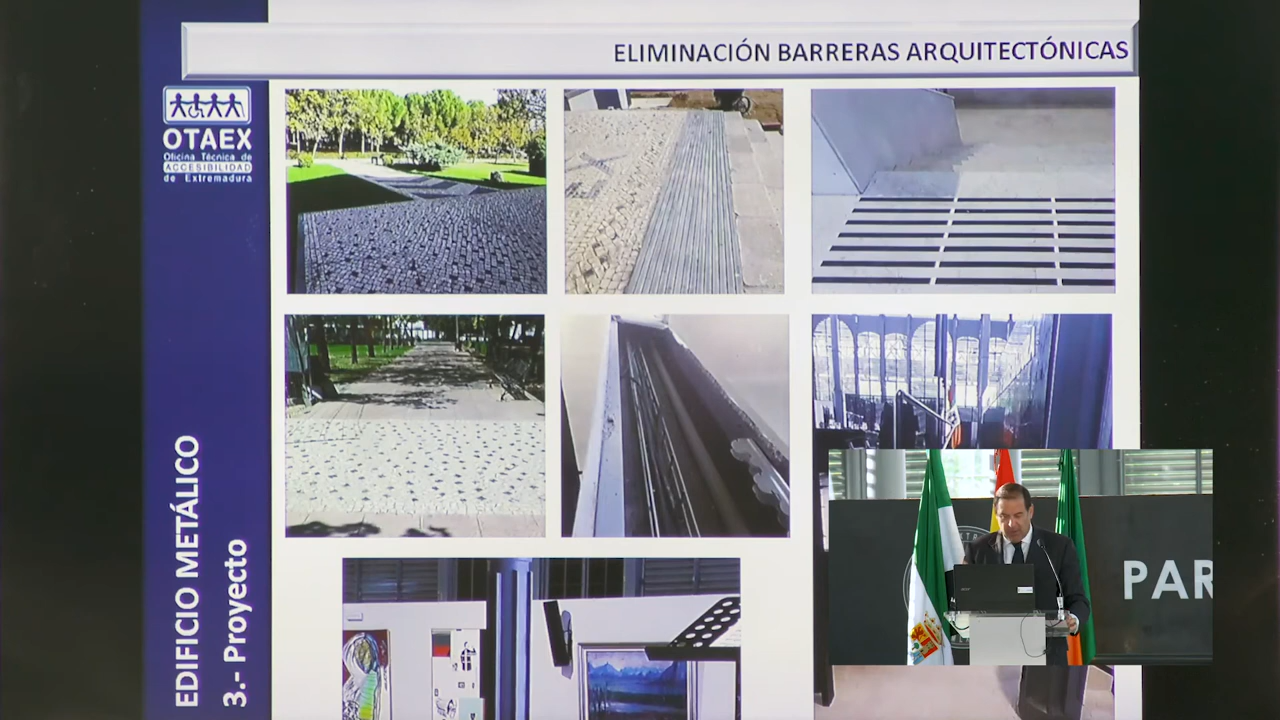 ELIMINACIÓN BARRERAS ARQUITECTÓNICAS
OTAEX
Oficina Técnica de
ACCESIBILIDAD
de Extremadura
EDIFICIO METÁLICO
3.- Proyecto
PAR